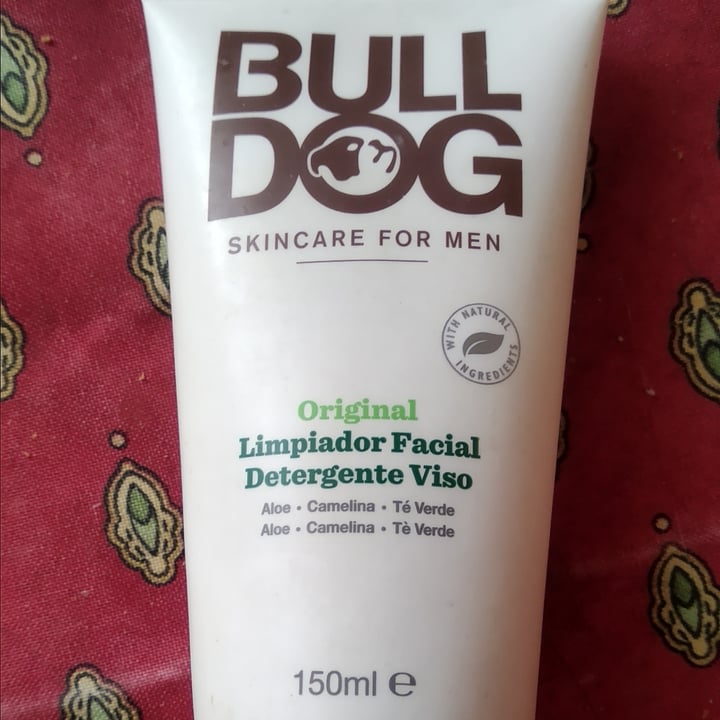 BULL
DOG
SKINCARE FOR MEN
WITH NATURAL
INGREDIENTS
Original
Limpiador Facial
Detergente Viso
Aloe • Camelina • Té Verde
Aloe • Camelina • Tè Verde
150ml ℮